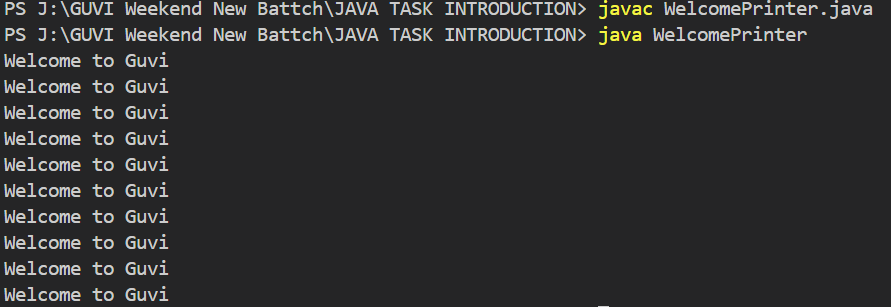 PS J:\GUVI Weekend New Battch\JAVA TASK INTRODUCTION> javac WelcomePrinter.java
PS J:\GUVI Weekend New Battch\JAVA TASK INTRODUCTION> java WelcomePrinter
Welcome to Guvi
Welcome to Guvi
Welcome to Guvi
Welcome to Guvi
Welcome to Guvi
Welcome to Guvi
Welcome to Guvi
Welcome to Guvi
Welcome to Guvi
Welcome to Guvi